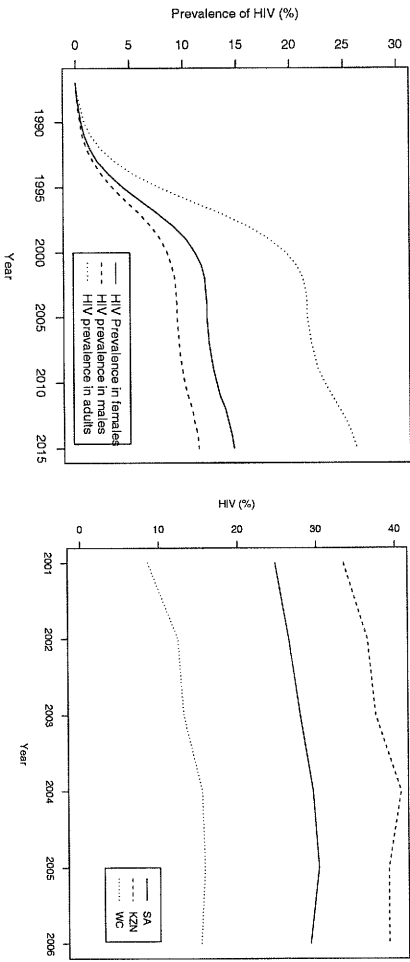 Prevalence of HIV (%)
0 5 10 15 20 25 30
1990 1995 2000 2005 2010 2015
Year
HIV Prevalence in females
HIV prevalence in males
HIV prevalence in adults
HIV (%)
0 10 20 30 40
2001 2002 2003 2004 2005 2006
Year
SA
KZN
WC